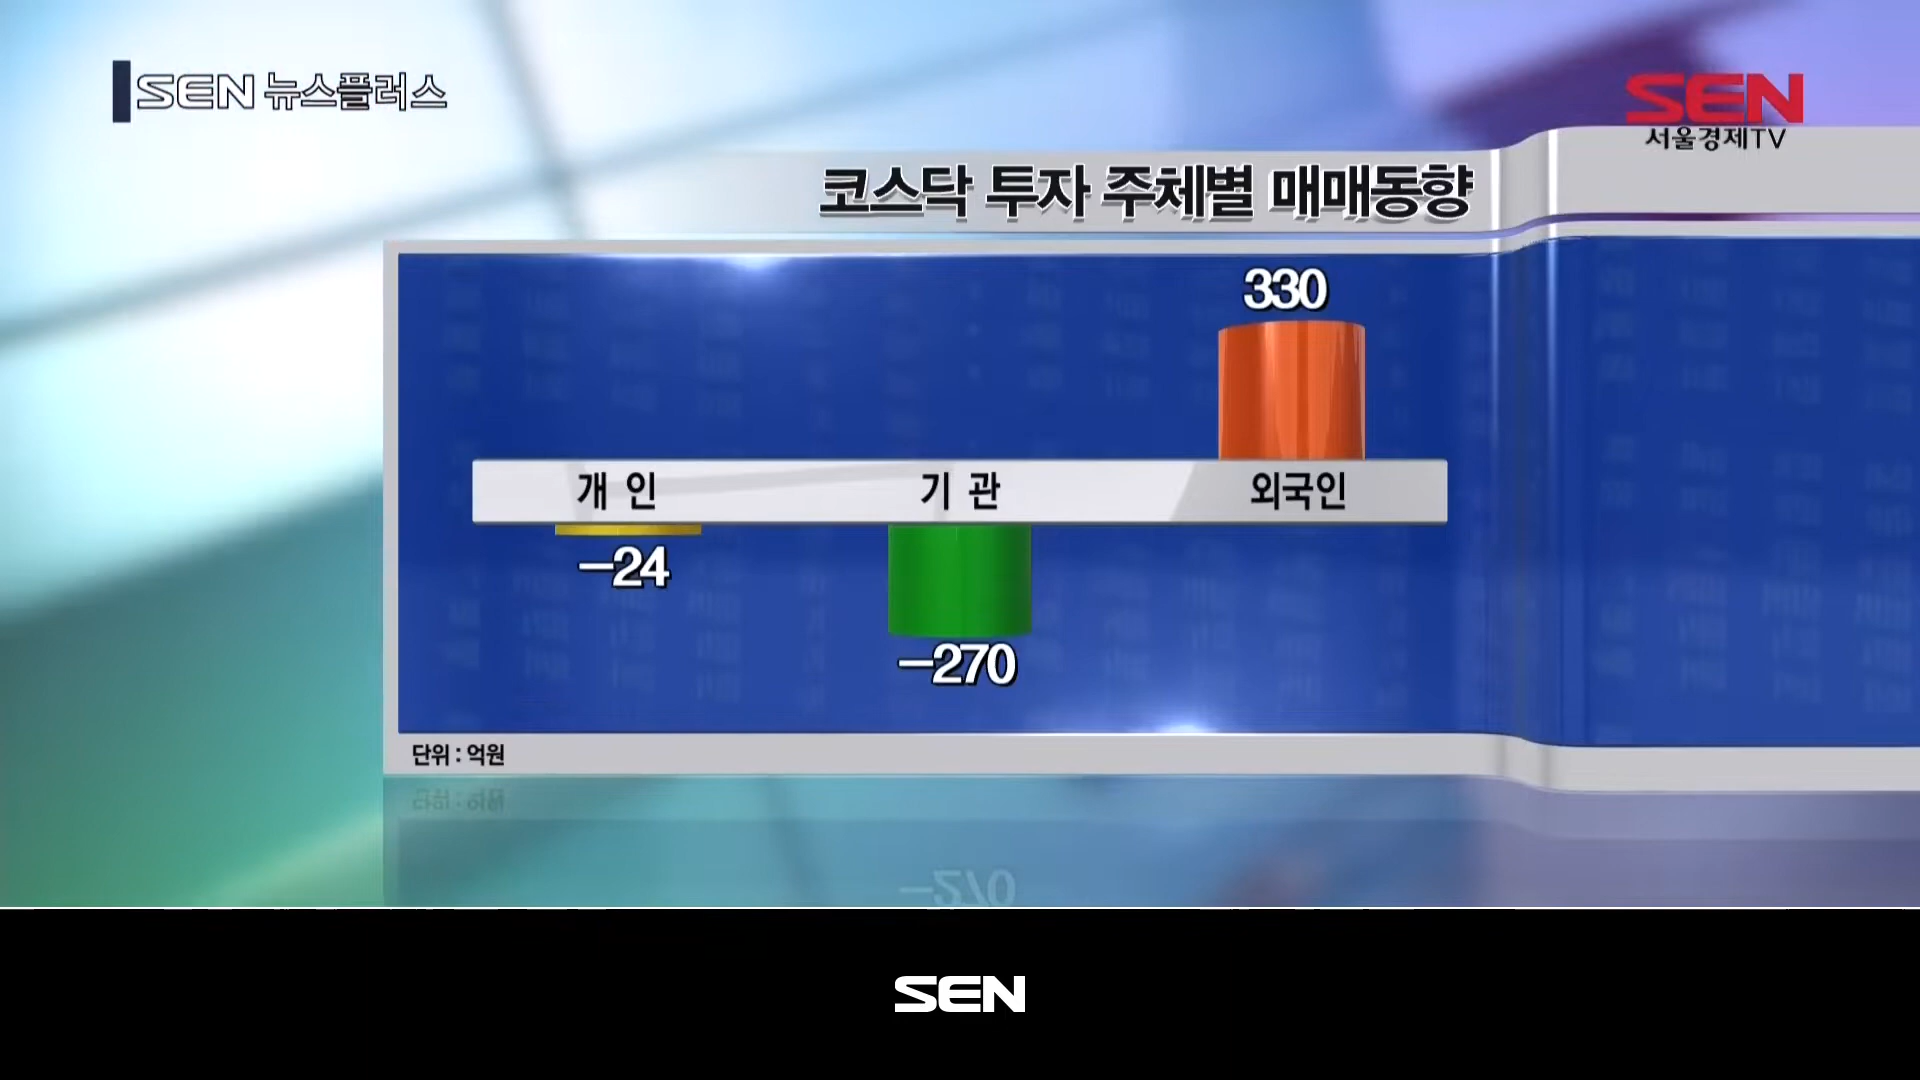 SEN 뉴스플러스
SEN
서울경제TV
코스닥 투자 주체별 매매동향
330
개 인 기 관 외국인
-24
-270
단위 : 억원
SEN